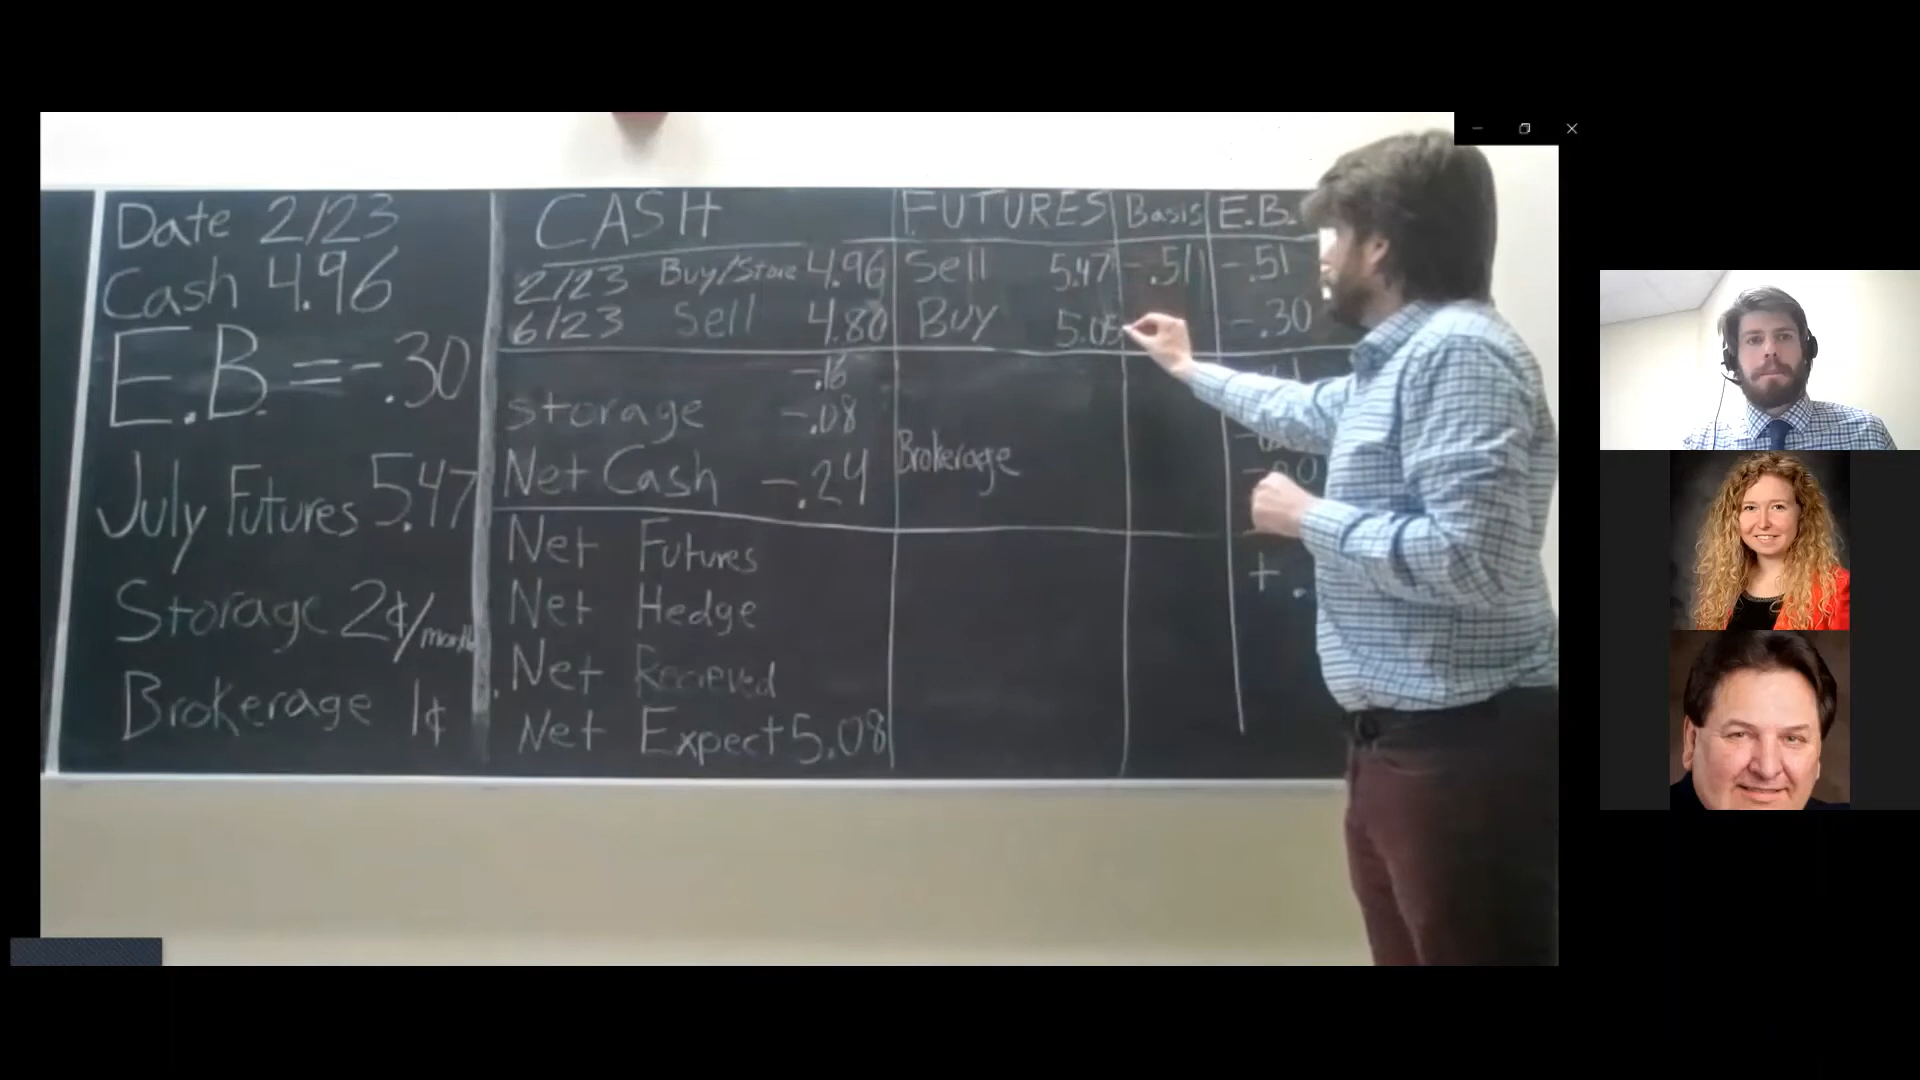 Date 2/23
Cash 4.96
E.B. = -.30
July Futures 5.47
Storage 2¢/month
Brokerage 1¢
CASH
2/23 Buy/Store 4.96
6/23 Sell 4.80
-.16
storage -.08
Net Cash -.24
Net Futures
Net Hedge
Net Recieved
Net Expect 5.08
FUTURES
Sell 5.47
Buy 5.05
Brokerage
Basis
-.51
E.B.
-.51
-.30
+ .